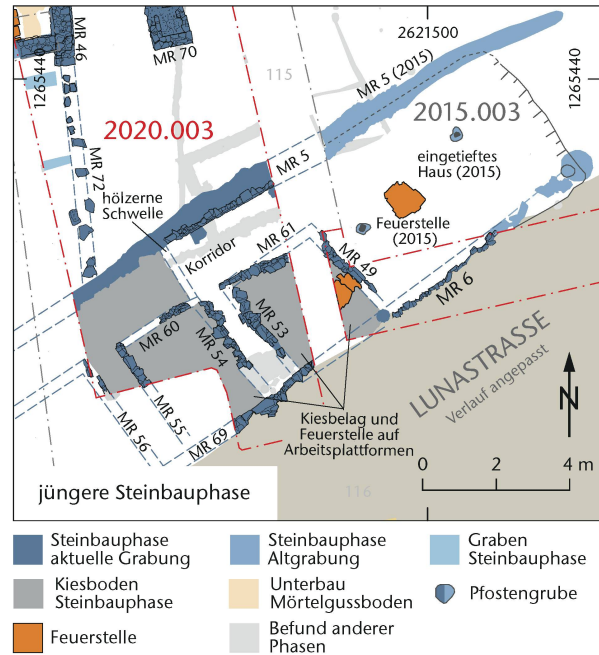 MR 46
MR 70
2621500
1265440
1265440
115
MR 5 (2015)
2020.003
2015.003
MR 72
MR 5
eingetieftes
Haus (2015)
hölzerne
Schwelle
Korridor
MR 61
Feuerstelle
(2015)
MR 49
MR 6
MR 60
MR 53
MR 54
MR 55
MR 56
MR 69
LUNASTRASSE
Verlauf angepasst
N
Kiesbelag und
Feuerstelle auf
Arbeitsplattformen
0 2 4 m
116
jüngere Steinbauphase
Steinbauphase
aktuelle Grabung
Steinbauphase
Altgrabung
Graben
Steinbauphase
Kiesboden
Steinbauphase
Unterbau
Mörtelgussboden
Pfostengrube
Feuerstelle
Befund anderer
Phasen